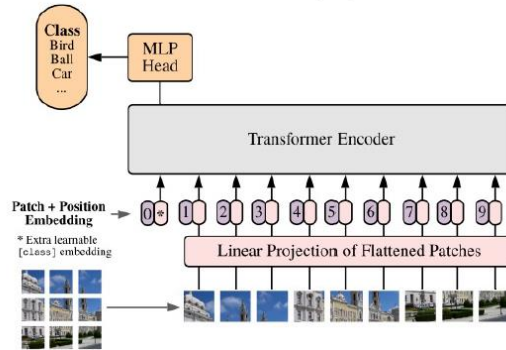 Class
Bird
Ball
Car
...
MLP
Head
Transformer Encoder
Patch + Position
Embedding
0 * 1 2 3 4 5 6 7 8 9
* Extra learnable
[class] embedding
Linear Projection of Flattened Patches